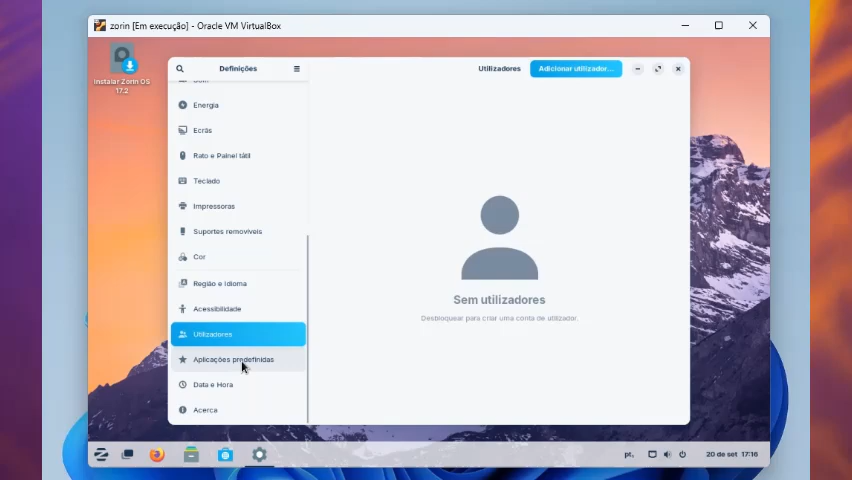 zorin [Em execução] - Oracle VM VirtualBox
Instalar Zorin OS
17.2
Definições
Utilizadores
Adicionar utilizador...
Energia
Ecrãs
Rato e Painel tátil
Teclado
Impressoras
Suportes removíveis
Cor
Região e Idioma
Acessibilidade
Utilizadores
Aplicações predefinidas
Data e Hora
Acerca
Sem utilizadores
Desbloquear para criar uma conta de utilizador.
pt.
20 de set 17:16